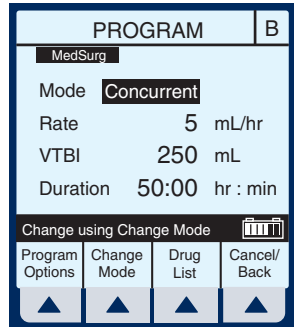 PROGRAM B
MedSurg
Mode Concurrent
Rate 5 mL/hr
VTBI 250 mL
Duration 50:00 hr : min
Change using Change Mode
Program Options Change Mode Drug List Cancel/ Back